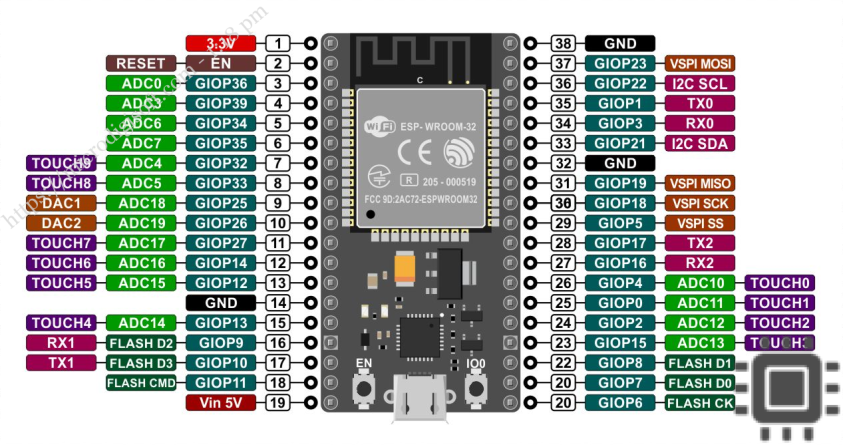 3.3V 1 38 GND
RESET EN 2 37 GIOP23 VSPI MOSI
ADC0 GIOP36 3 36 GIOP22 I2C SCL
ADC3 GIOP39 4 35 GIOP1 TX0
ADC6 GIOP34 5 34 GIOP3 RX0
ADC7 GIOP35 6 33 GIOP21 I2C SDA
TOUCH9 ADC4 GIOP32 7 32 GND
TOUCH8 ADC5 GIOP33 8 31 GIOP19 VSPI MISO
DAC1 ADC18 GIOP25 9 30 GIOP18 VSPI SCK
DAC2 ADC19 GIOP26 10 29 GIOP5 VSPI SS
TOUCH7 ADC17 GIOP27 11 28 GIOP17 TX2
TOUCH6 ADC16 GIOP14 12 27 GIOP16 RX2
TOUCH5 ADC15 GIOP12 13 26 GIOP4 ADC10 TOUCH0
GND 14 25 GIOP0 ADC11 TOUCH1
TOUCH4 ADC14 GIOP13 15 24 GIOP2 ADC12 TOUCH2
RX1 FLASH D2 GIOP9 16 23 GIOP15 ADC13 TOUCH3
TX1 FLASH D3 GIOP10 17 22 GIOP8 FLASH D1
FLASH CMD GIOP11 18 20 GIOP7 FLASH D0
Vin 5V 19 20 GIOP6 FLASH CK
C
Wi Fi ESP-WROOM-32
CE
R 205-000519
FCC 9D:2AC72-ESPWROOM32
EN IO0